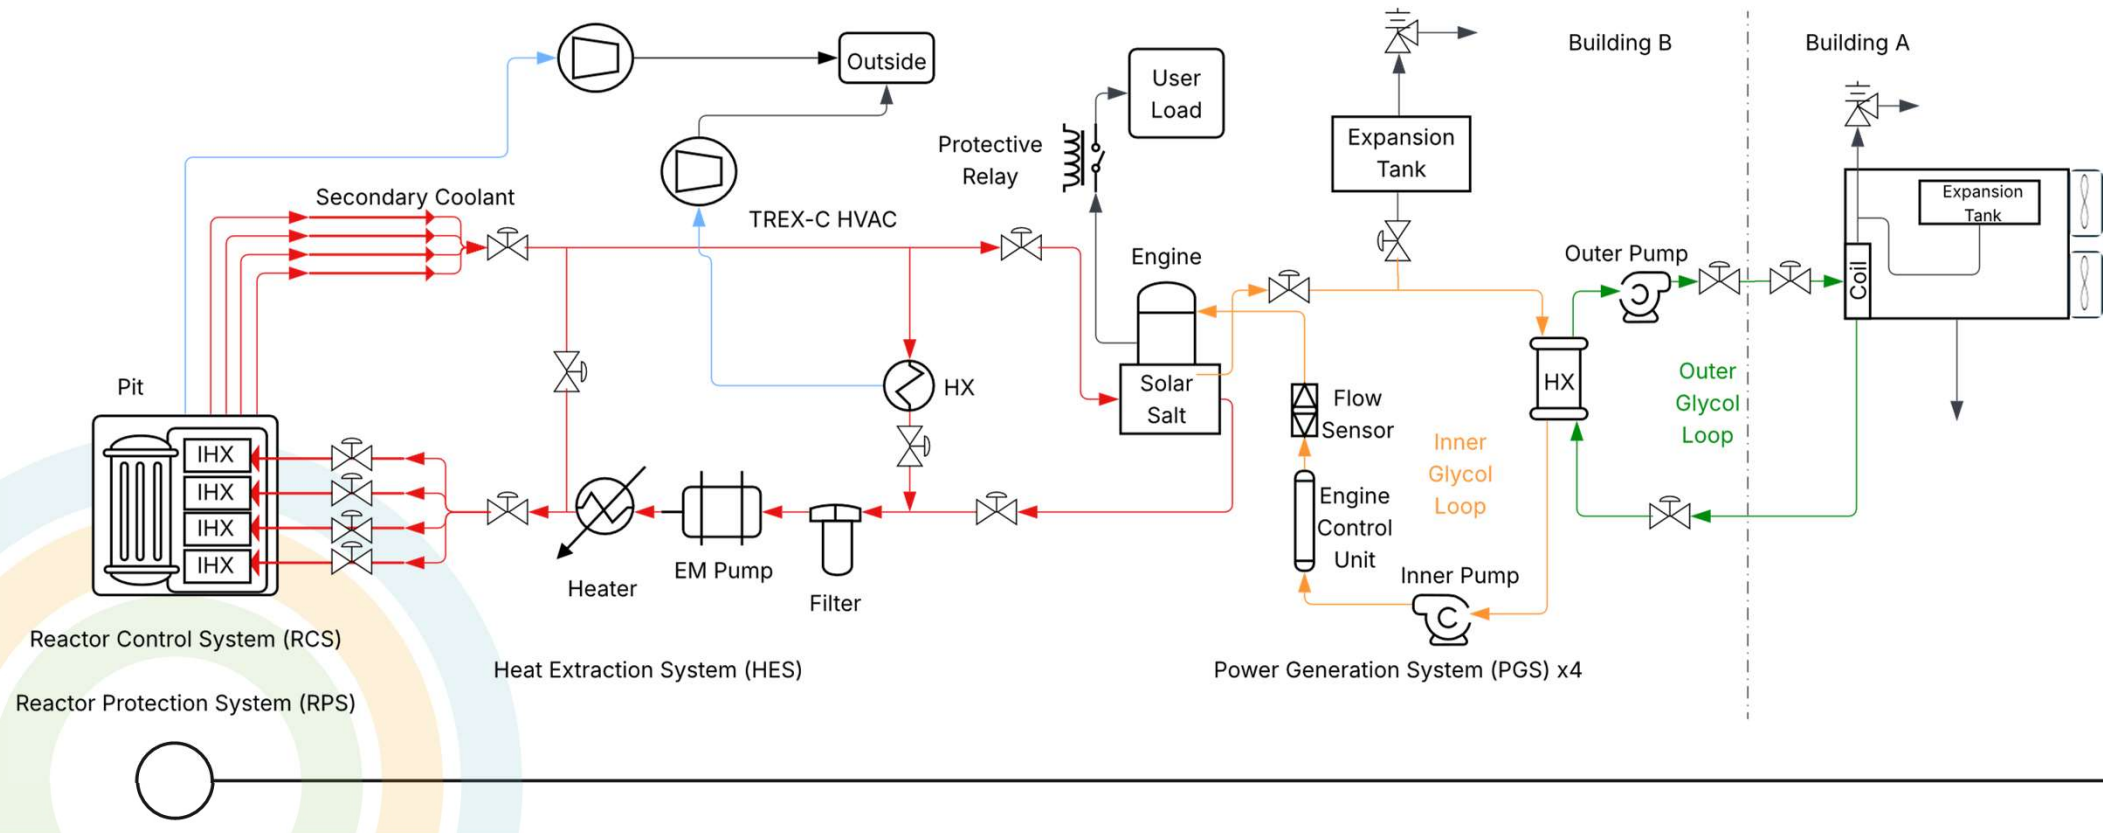 Outside
User
Load
Building B
Building A
Protective
Relay
Expansion
Tank
Expansion
Tank
Secondary Coolant
TREX-C HVAC
Engine
Outer Pump
Coil
Pit
HX
Solar
Salt
Flow
Sensor
HX
Outer
Glycol
Loop
Inner
Glycol
Loop
IHX
IHX
IHX
IHX
Engine
Control
Unit
Heater
EM Pump
Filter
Inner Pump
C
C
Reactor Control System (RCS)
Heat Extraction System (HES)
Power Generation System (PGS) x4
Reactor Protection System (RPS)